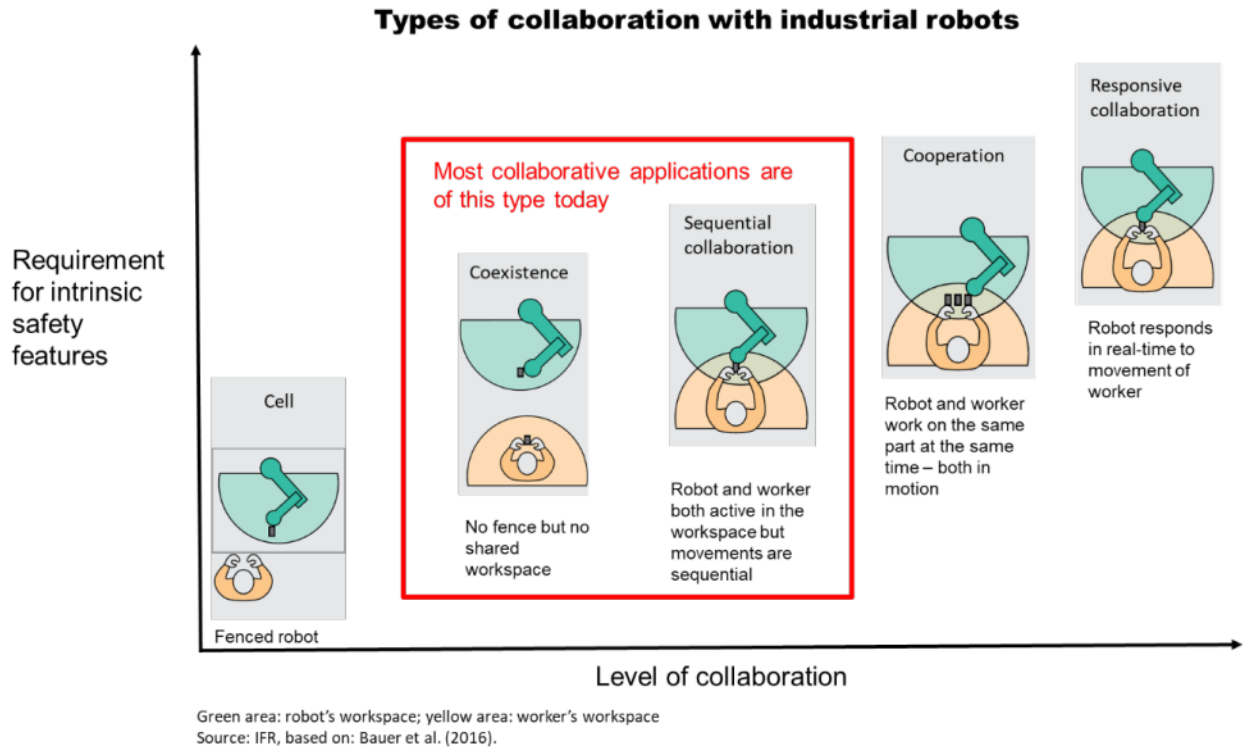 Types of collaboration with industrial robots
Responsive
collaboration
Cooperation
Most collaborative applications are
of this type today
Sequential
collaboration
Coexistence
Requirement
for intrinsic
safety
features
Cell
Robot responds
in real-time to
movement of
worker
Robot and worker
work on the same
part at the same
time – both in
motion
Robot and worker
both active in the
workspace but
movements are
sequential
No fence but no
shared
workspace
Fenced robot
Level of collaboration
Green area: robot's workspace; yellow area: worker's workspace
Source: IFR, based on: Bauer et al. (2016).